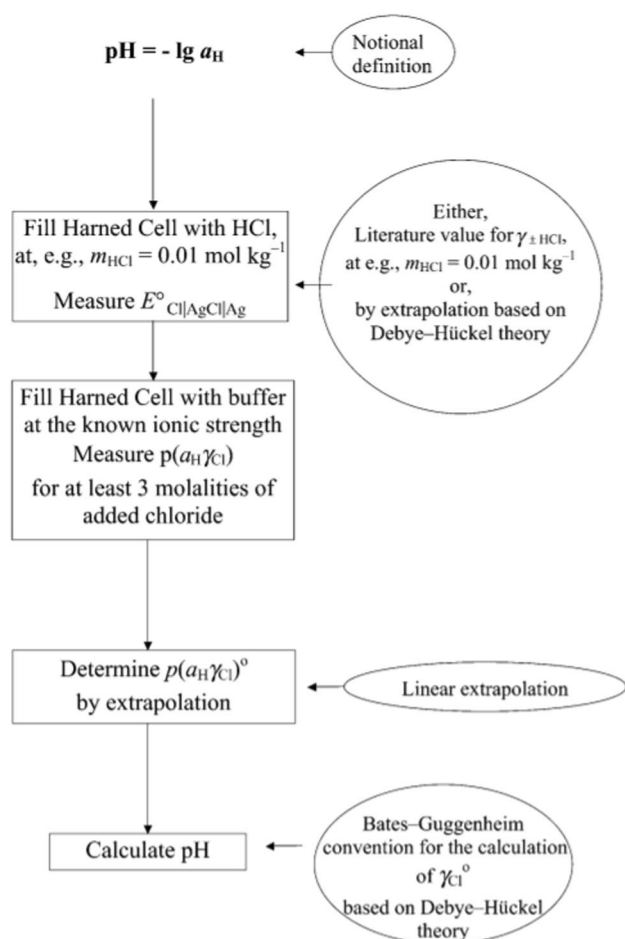 pH = - lg aH
Notional
definition
Fill Harned Cell with HCl,
at, e.g., mHCl = 0.01 mol kg⁻¹
Measure E°Cl|AgCl|Ag
Either,
Literature value for γ±HCl,
at e.g., mHCl = 0.01 mol kg⁻¹
or,
by extrapolation based on
Debye–Hückel theory
Fill Harned Cell with buffer
at the known ionic strength
Measure p(aHγCl)
for at least 3 molalities of
added chloride
Determine p(aHγCl)°
by extrapolation
Linear extrapolation
Calculate pH
Bates–Guggenheim
convention for the calculation
of γCl°
based on Debye–Hückel
theory